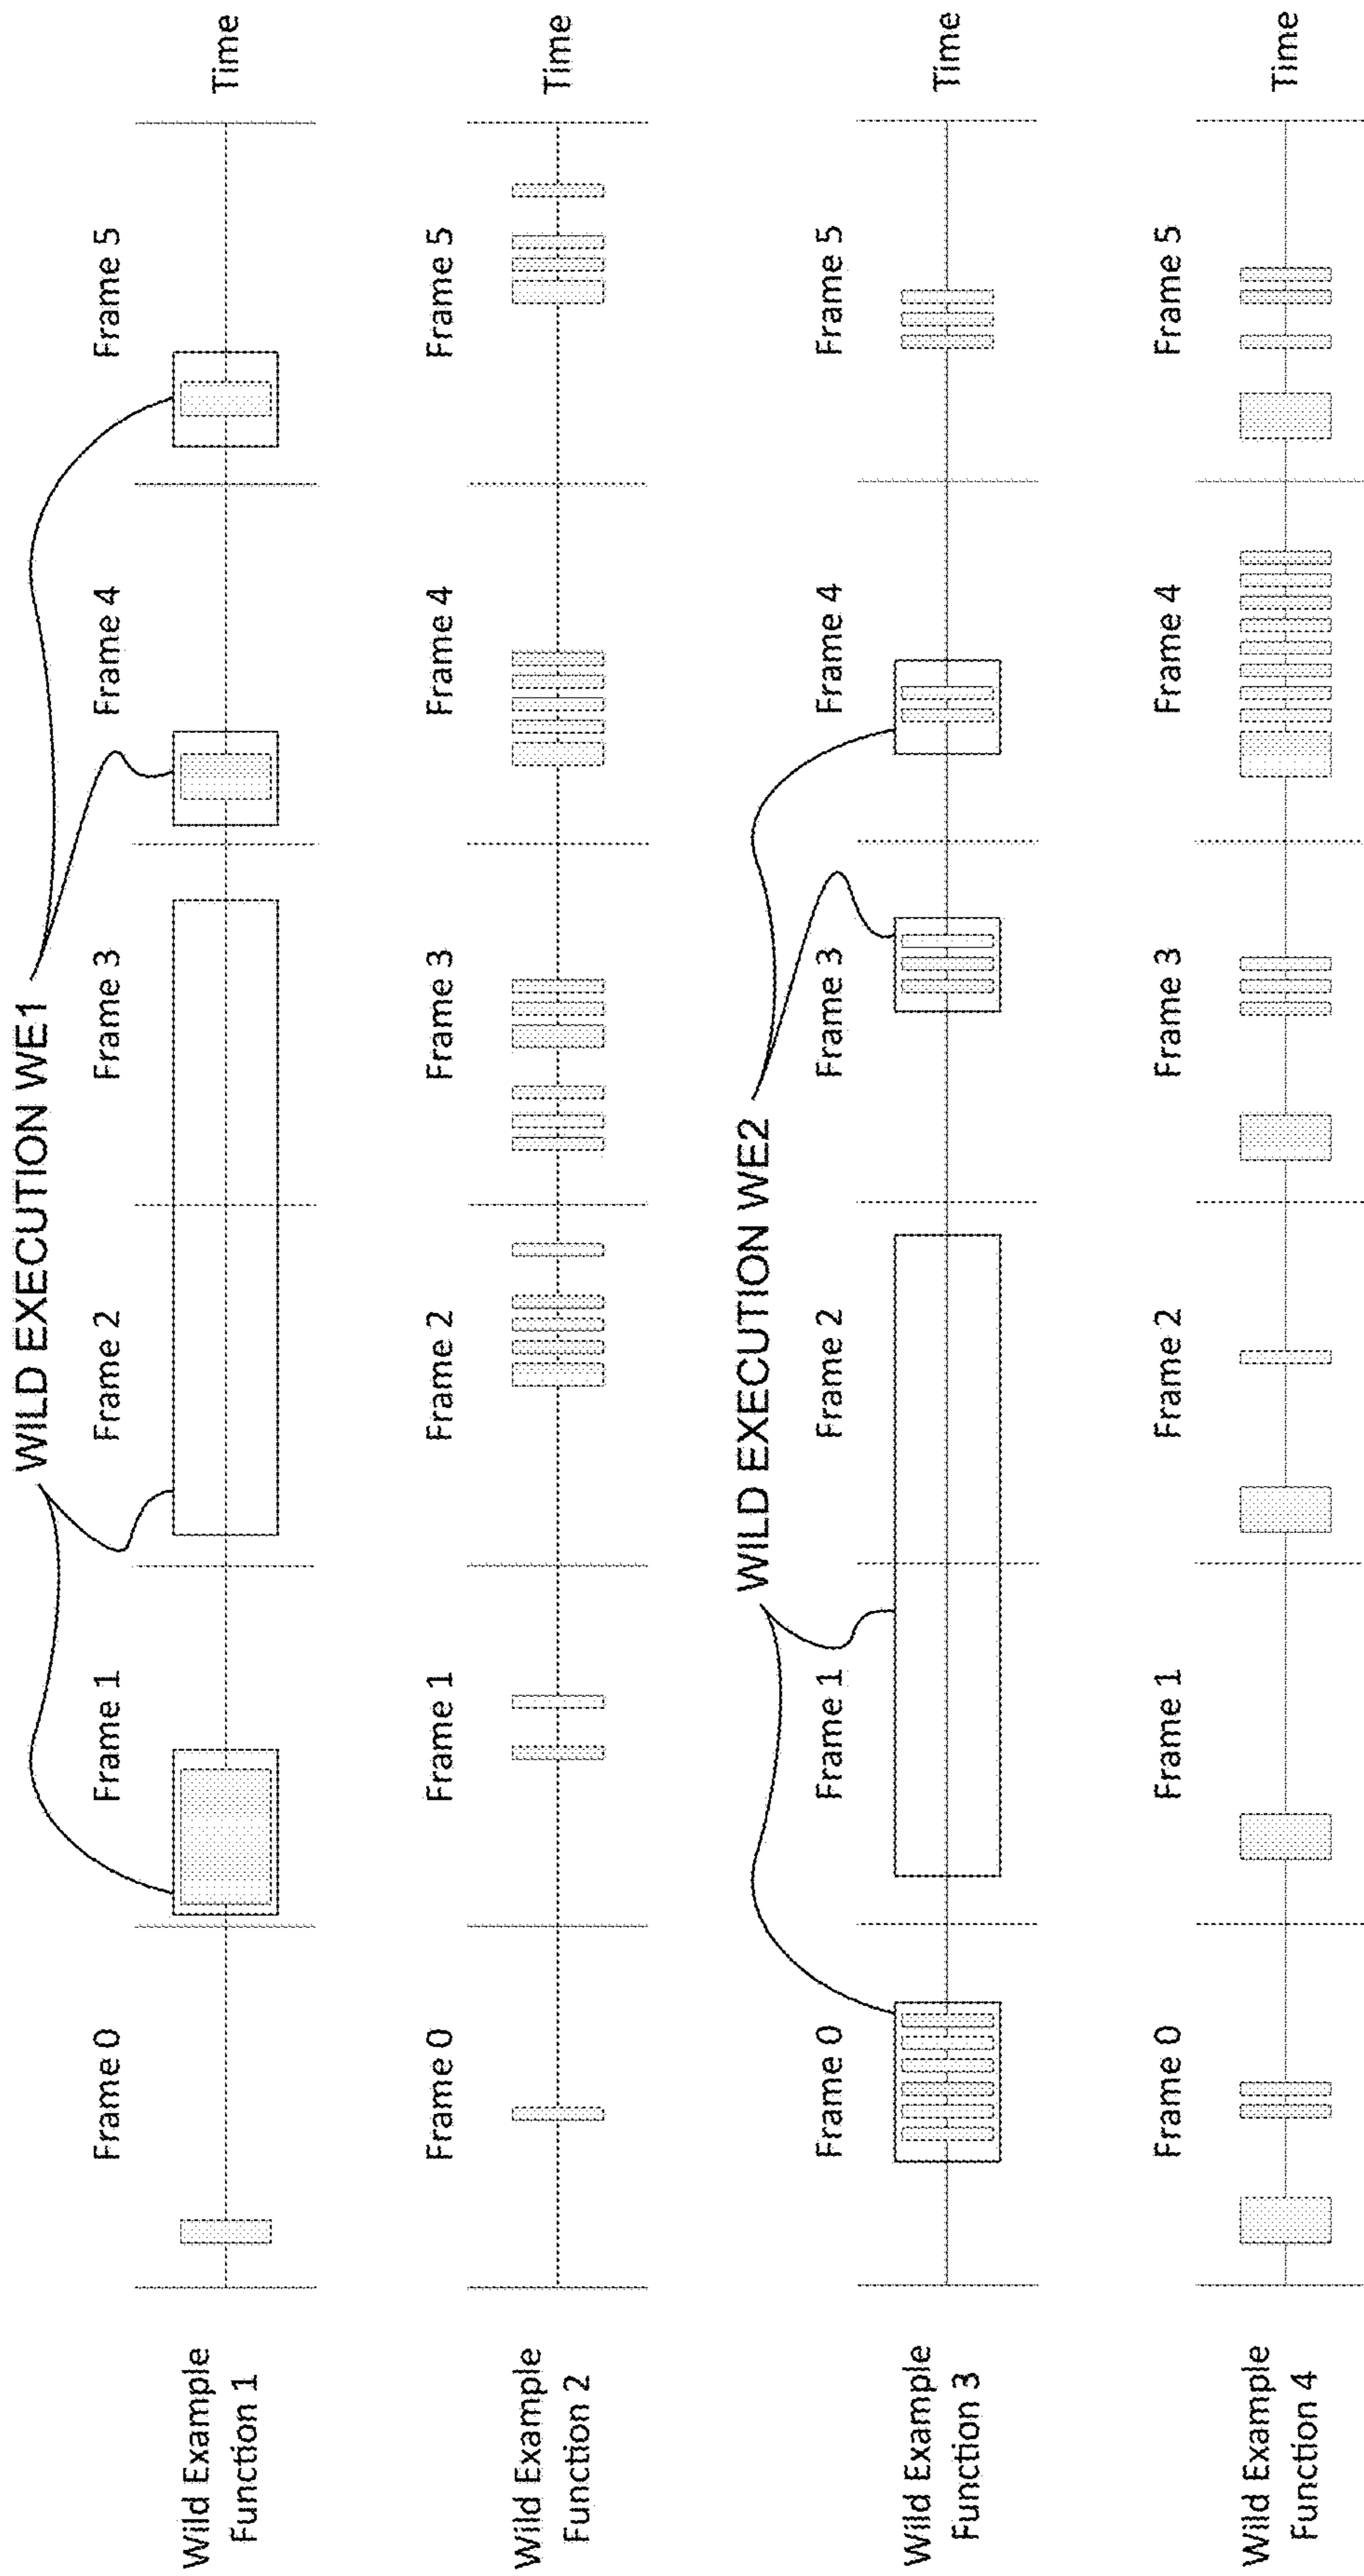 WILD EXECUTION WE1
Frame 0 Frame 1 Frame 2 Frame 3 Frame 4 Frame 5
Wild Example
Function 1
Time
Frame 0 Frame 1 Frame 2 Frame 3 Frame 4 Frame 5
Wild Example
Function 2
Time
WILD EXECUTION WE2
Frame 0 Frame 1 Frame 2 Frame 3 Frame 4 Frame 5
Wild Example
Function 3
Time
Frame 0 Frame 1 Frame 2 Frame 3 Frame 4 Frame 5
Wild Example
Function 4
Time